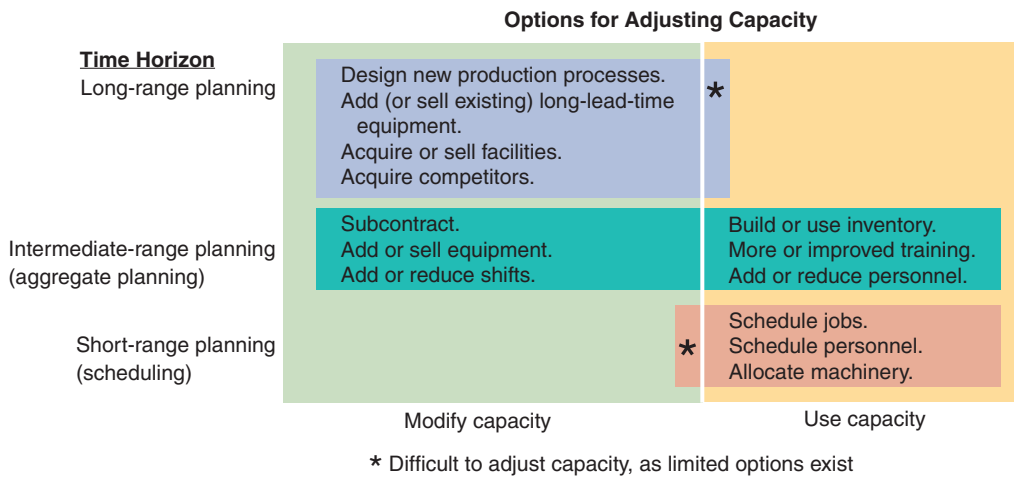 Options for Adjusting Capacity
Time Horizon
Long-range planning
Design new production processes.
Add (or sell existing) long-lead-time
equipment.
Acquire or sell facilities.
Acquire competitors.
*
Intermediate-range planning
(aggregate planning)
Subcontract.
Add or sell equipment.
Add or reduce shifts.
Build or use inventory.
More or improved training.
Add or reduce personnel.
Short-range planning
(scheduling)
*
Schedule jobs.
Schedule personnel.
Allocate machinery.
Modify capacity
Use capacity
* Difficult to adjust capacity, as limited options exist